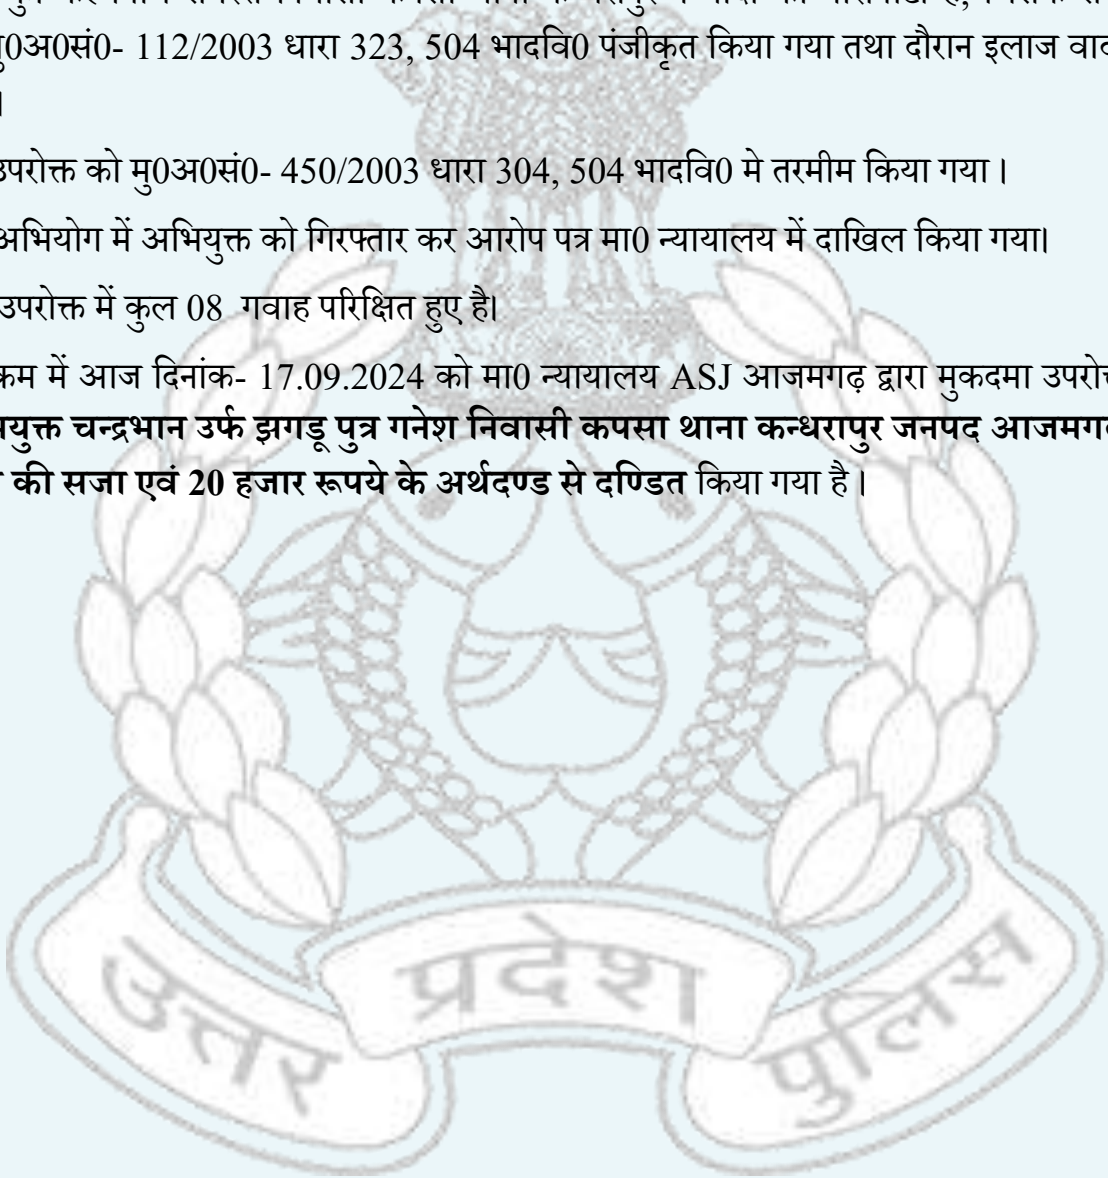 मु0अ0सं0- 112/2003 धारा 323, 504 भादवि0 पंजीकृत किया गया तथा दौरान इलाज
।
उपरोक्त को मु0अ0सं0- 450/2003 धारा 304, 504 भादवि0 मे तरमीम किया गया ।
अभियोग में अभियुक्त को गिरफ्तार कर आरोप पत्र मा0 न्यायालय में दाखिल किया गया।
उपरोक्त में कुल 08 गवाह परिक्षित हुए है।
क्रम में आज दिनांक- 17.09.2024 को मा0 न्यायालय ASJ आजमगढ़ द्वारा मुकदमा
चन्द्रभान उर्फ झगडू पुत्र गनेश निवासी कपसा थाना कन्धरापुर जनपद
की सजा एवं 20 हजार रूपये के अर्थदण्ड से दण्डित किया गया है ।
उत्तर प्रदेश पुलिस